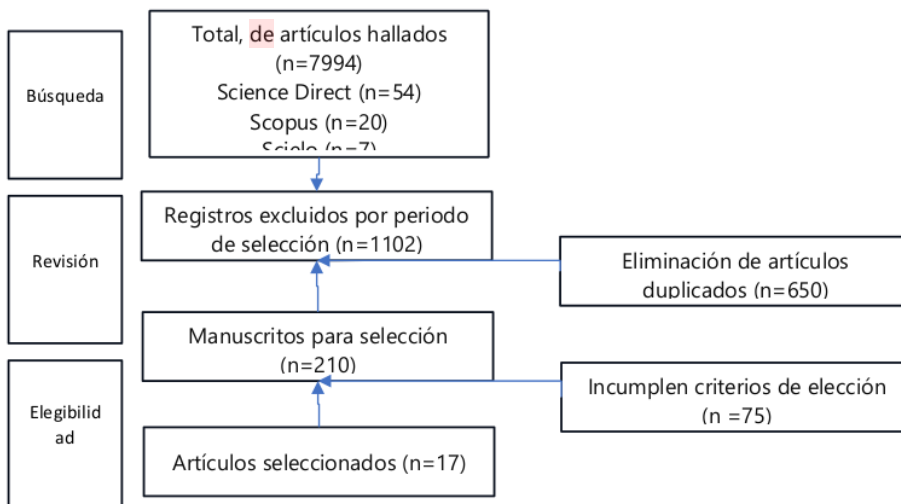 Búsqueda
Total, de artículos hallados
(n=7994)
Science Direct (n=54)
Scopus (n=20)
Scielo (n=7)
Revisión
Registros excluidos por periodo
de selección (n=1102)
Eliminación de artículos
duplicados (n=650)
Manuscritos para selección
(n=210)
Elegibilid
ad
Incumplen criterios de elección
(n =75)
Artículos seleccionados (n=17)